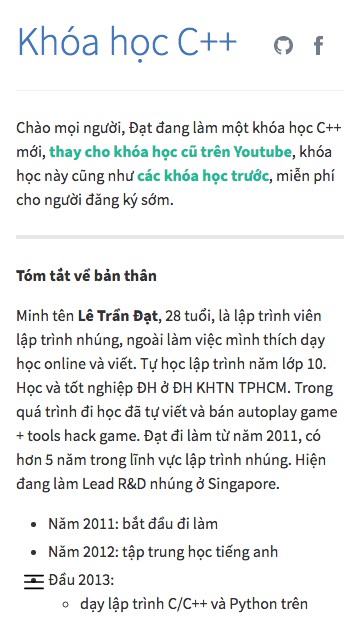 Khóa học C++
Chào mọi người, Đạt đang làm một khóa học C++
mới, thay cho khóa học cũ trên Youtube, khóa
học này cũng như các khóa học trước, miễn phí
cho người đăng ký sớm.
Tóm tắt về bản thân
Minh tên Lê Trần Đạt, 28 tuổi, là lập trình viên
lập trình nhúng, ngoài làm việc mình thích dạy
học online và viết. Tự học lập trình năm lớp 10.
Học và tốt nghiệp ĐH ở ĐH KHTN TPHCM. Trong
quá trình đi học đã tự viết và bán autoplay game
+ tools hack game. Đạt đi làm từ năm 2011, có
hơn 5 năm trong lĩnh vực lập trình nhúng. Hiện
đang làm Lead R&D nhúng ở Singapore.
• Năm 2011: bắt đầu đi làm
• Năm 2012: tập trung học tiếng anh
• Đầu 2013:
◦ dạy lập trình C/C++ và Python trên